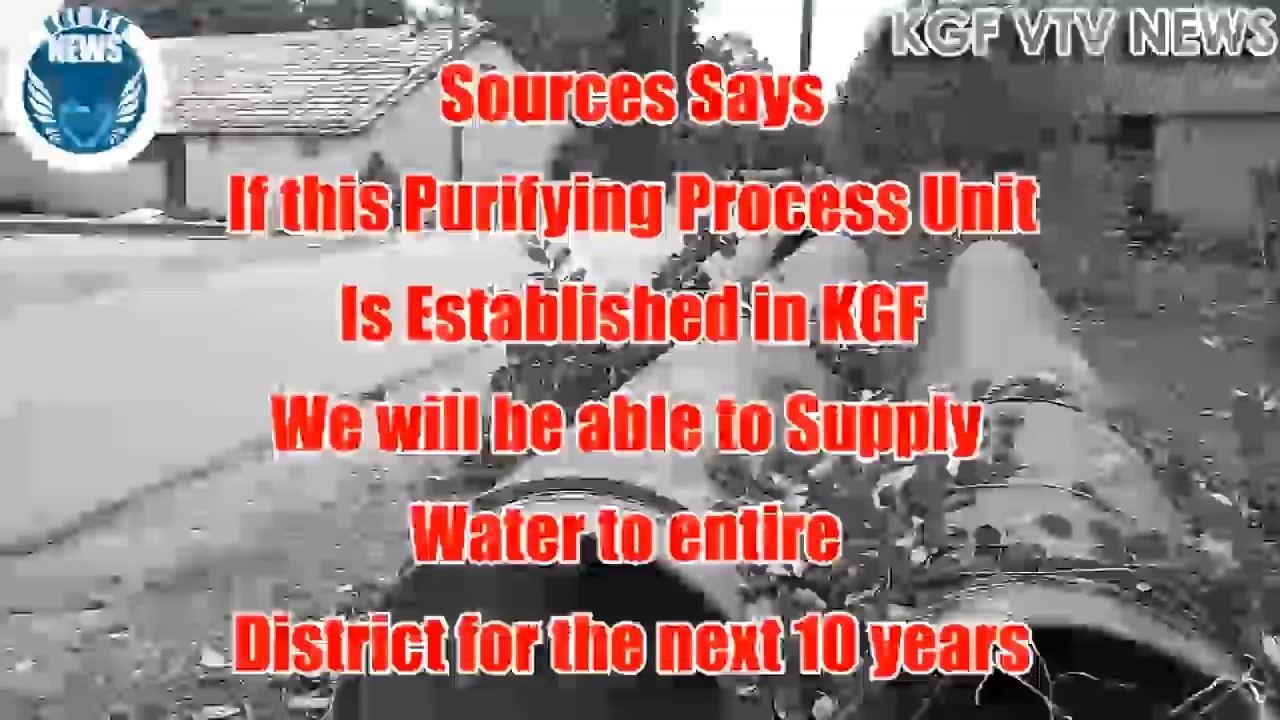 NEWS
KGF VTV NEWS
Sources Says
If this Purifying Process Unit
Is Established in KGF
We will be able to Supply
Water to entire
District for the next 10 years